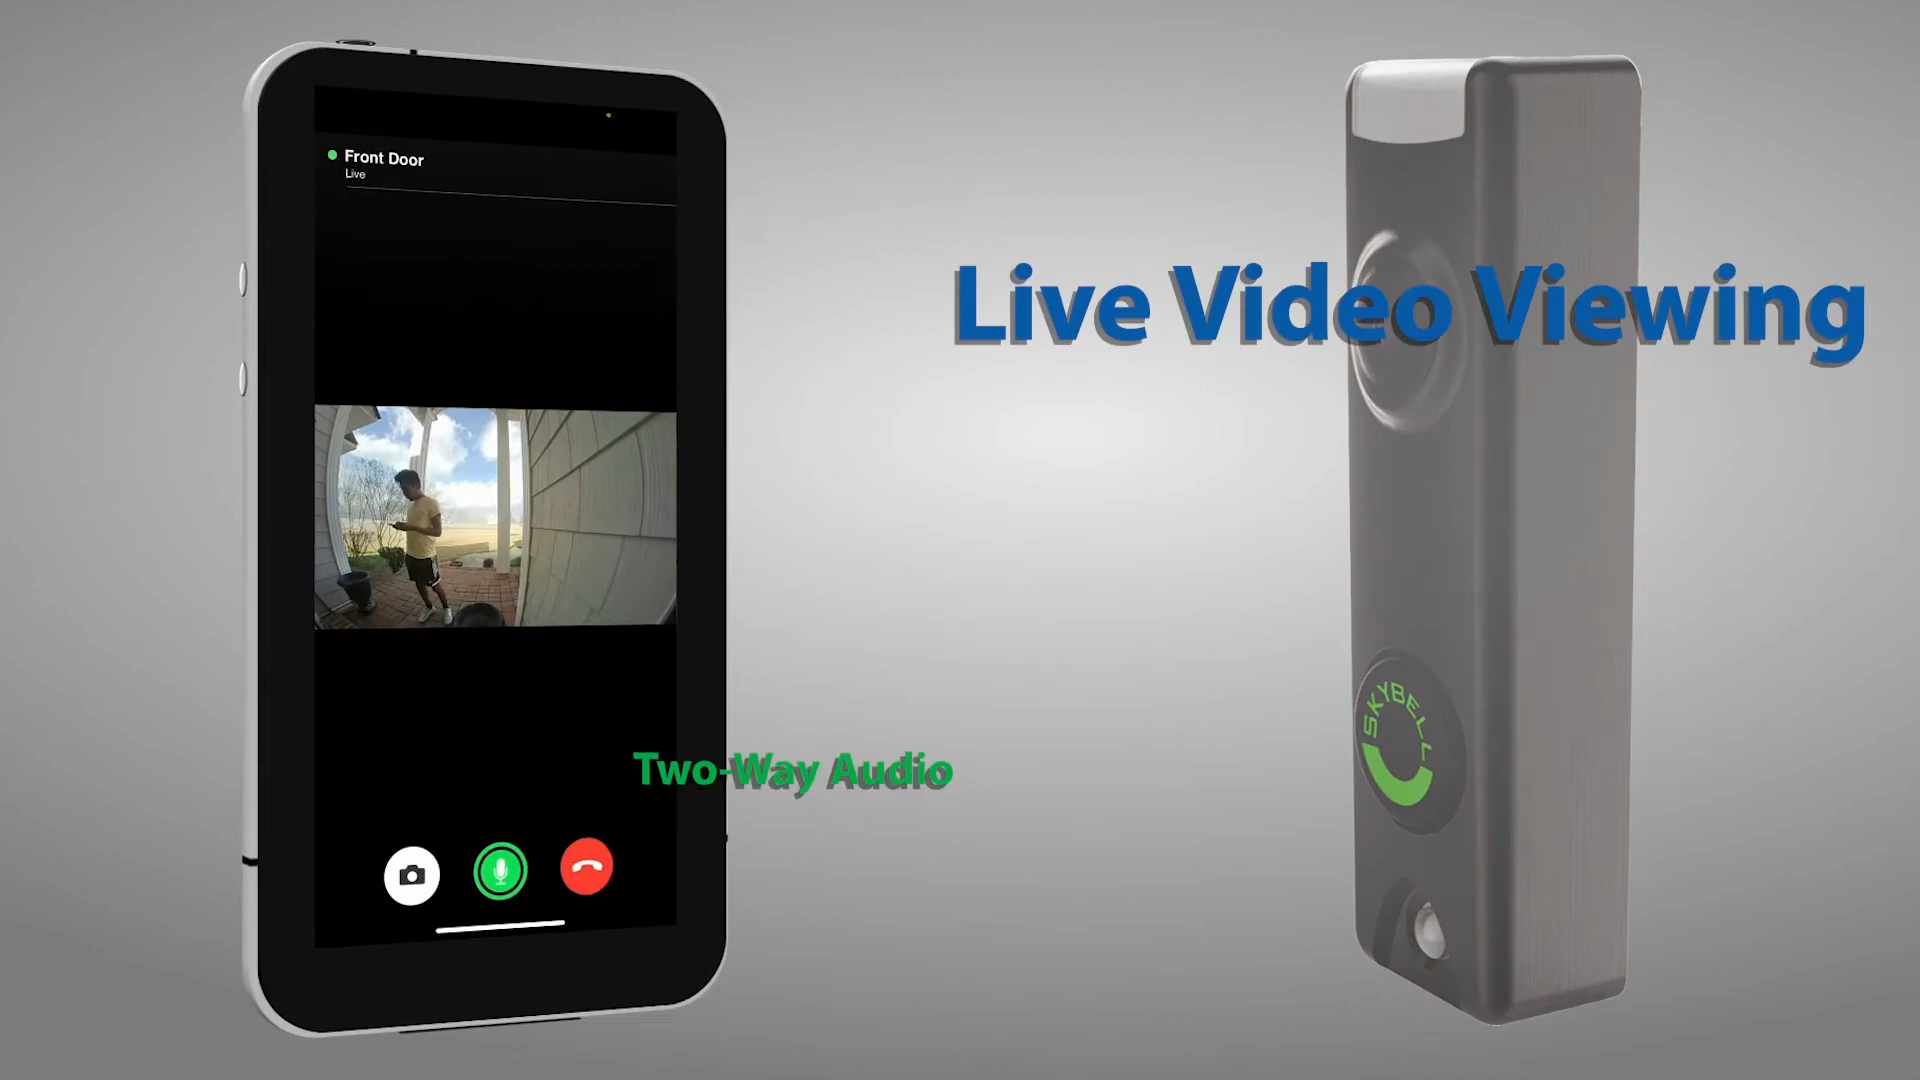 Front Door
Live
Live Video Viewing
SKYBELL
Two-Way Audio